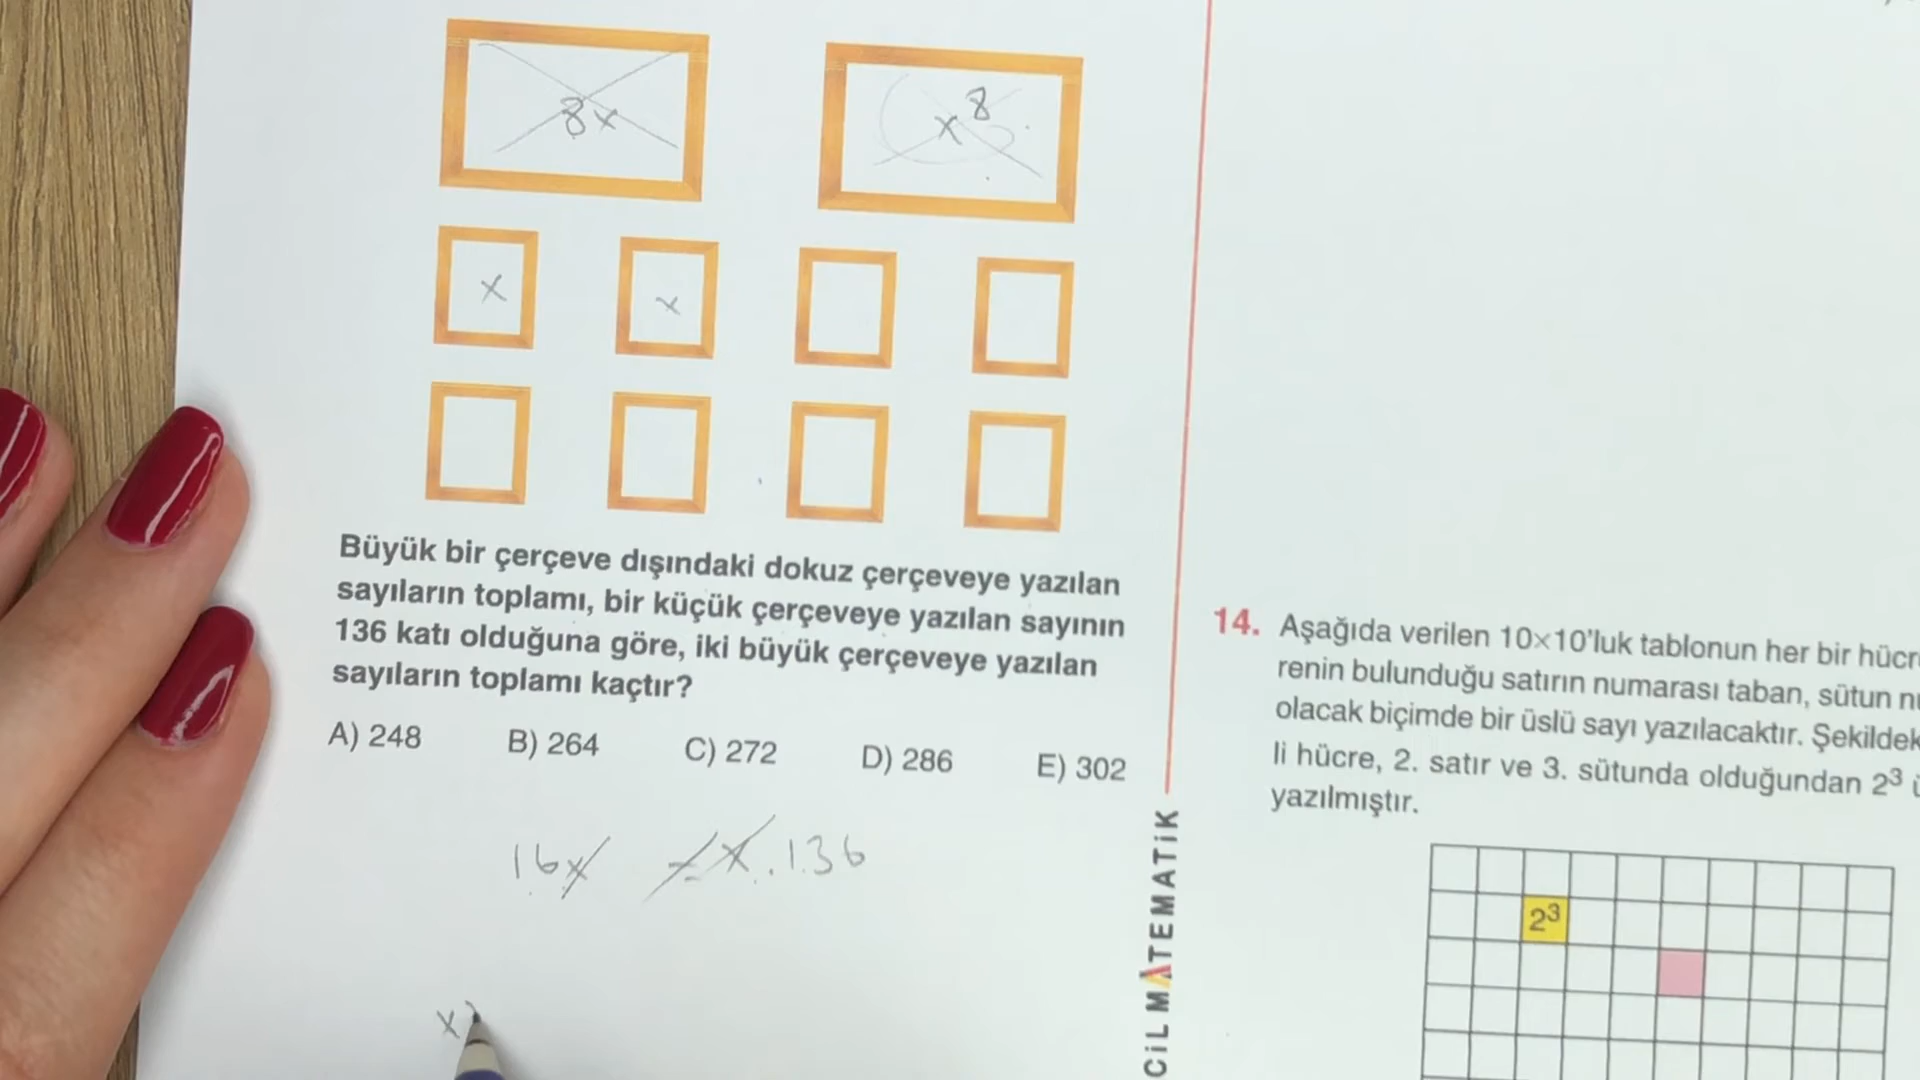 8x
x⁸
x
x
Büyük bir çerçeve dışındaki dokuz çerçeveye yazılan
sayıların toplamı, bir küçük çerçeveye yazılan sayının
136 katı olduğuna göre, iki büyük çerçeveye yazılan
sayıların toplamı kaçtır?
A) 248 B) 264 C) 272 D) 286 E) 302
16x = x.136
x
CİLMATEMATİK
14. Aşağıda verilen 10×10'luk tablonun her bir hücr
renin bulunduğu satırın numarası taban, sütun nu
olacak biçimde bir üslü sayı yazılacaktır. Şekildek
li hücre, 2. satır ve 3. sütunda olduğundan 2³ ü
yazılmıştır.
2³